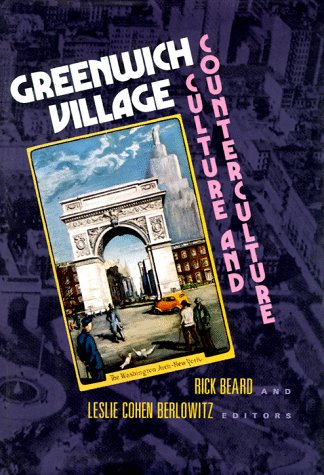 GREENWICH
VILLAGE
CULTURE AND
COUNTERCULTURE
The Washington Arch - New York.
RICK BEARD AND
LESLIE COHEN BERLOWITZ EDITORS